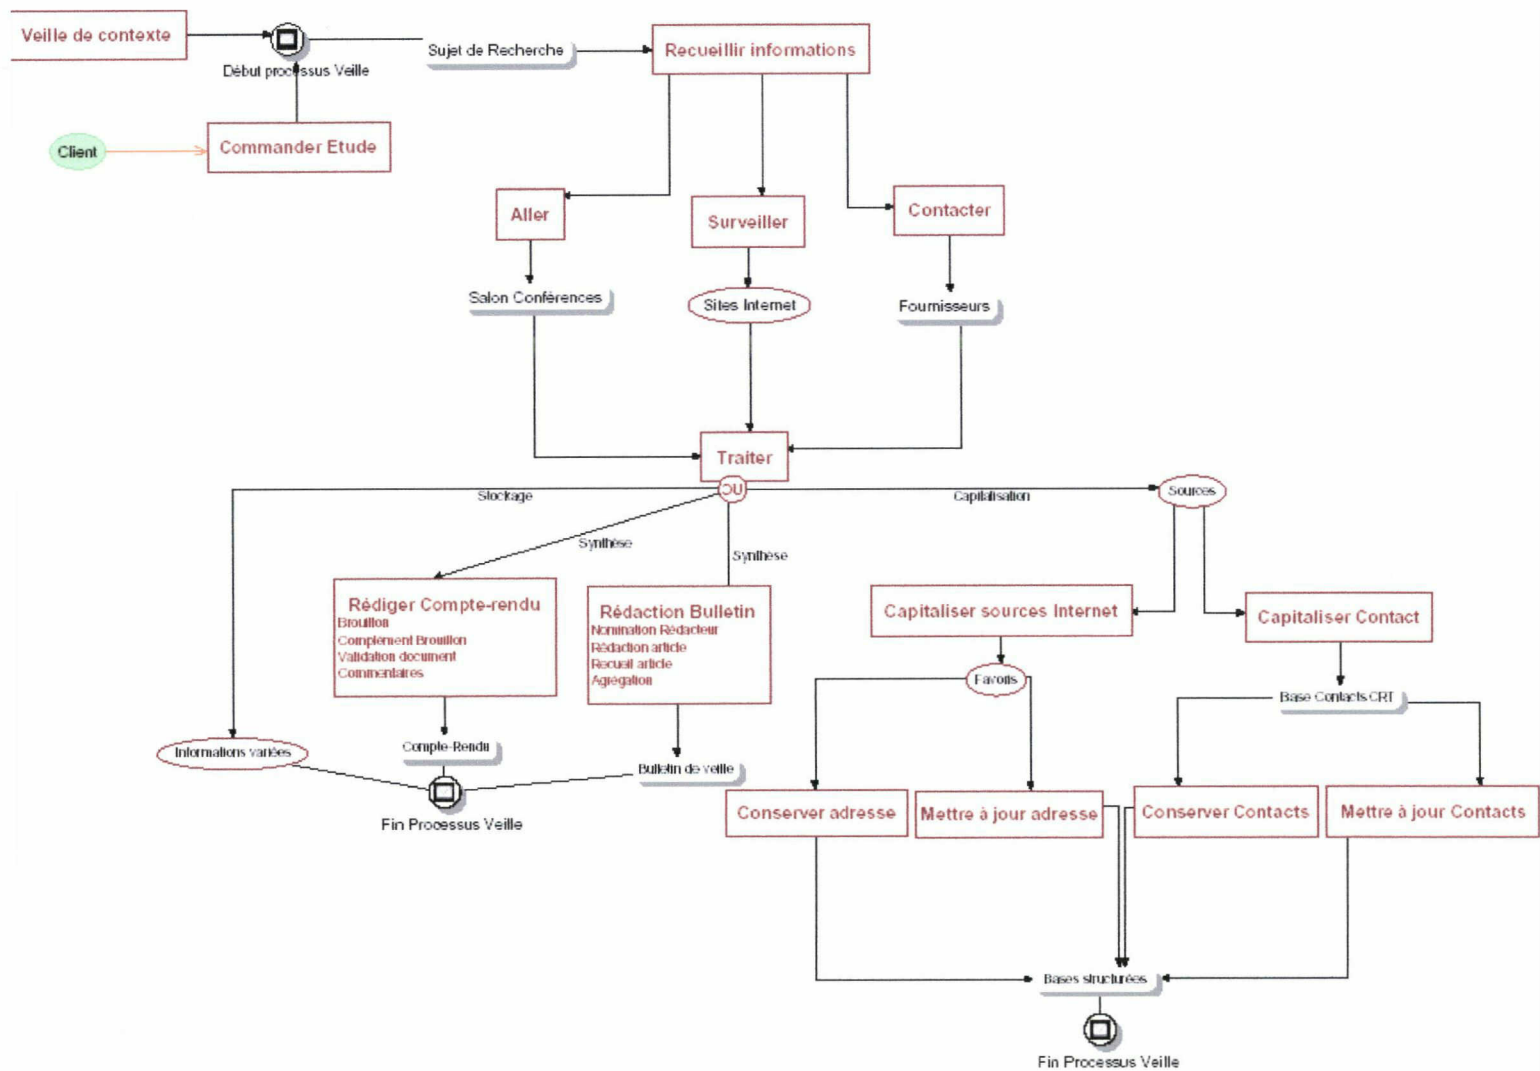 Veille de contexte
Début processus Veille
Sujet de Recherche
Recueillir informations
Client
Commander Etude
Aller
Surveiller
Contacter
Salon Conférences
Sites Internet
Fournisseurs
Traiter
OU
Stockage
Capitalisation
Sources
Synthèse
Synthèse
Rédiger Compte-rendu
Brouillon
Complément Brouillon
Validation document
Commentaires
Rédaction Bulletin
Nomination Rédacteur
Rédaction article
Recueil article
Agrégation
Capitaliser sources Internet
Capitaliser Contact
Favoris
Base Contacts CRT
Informations variées
Compte-Rendu
Bulletin de veille
Fin Processus Veille
Conserver adresse
Mettre à jour adresse
Conserver Contacts
Mettre à jour Contacts
Bases structurées
Fin Processus Veille